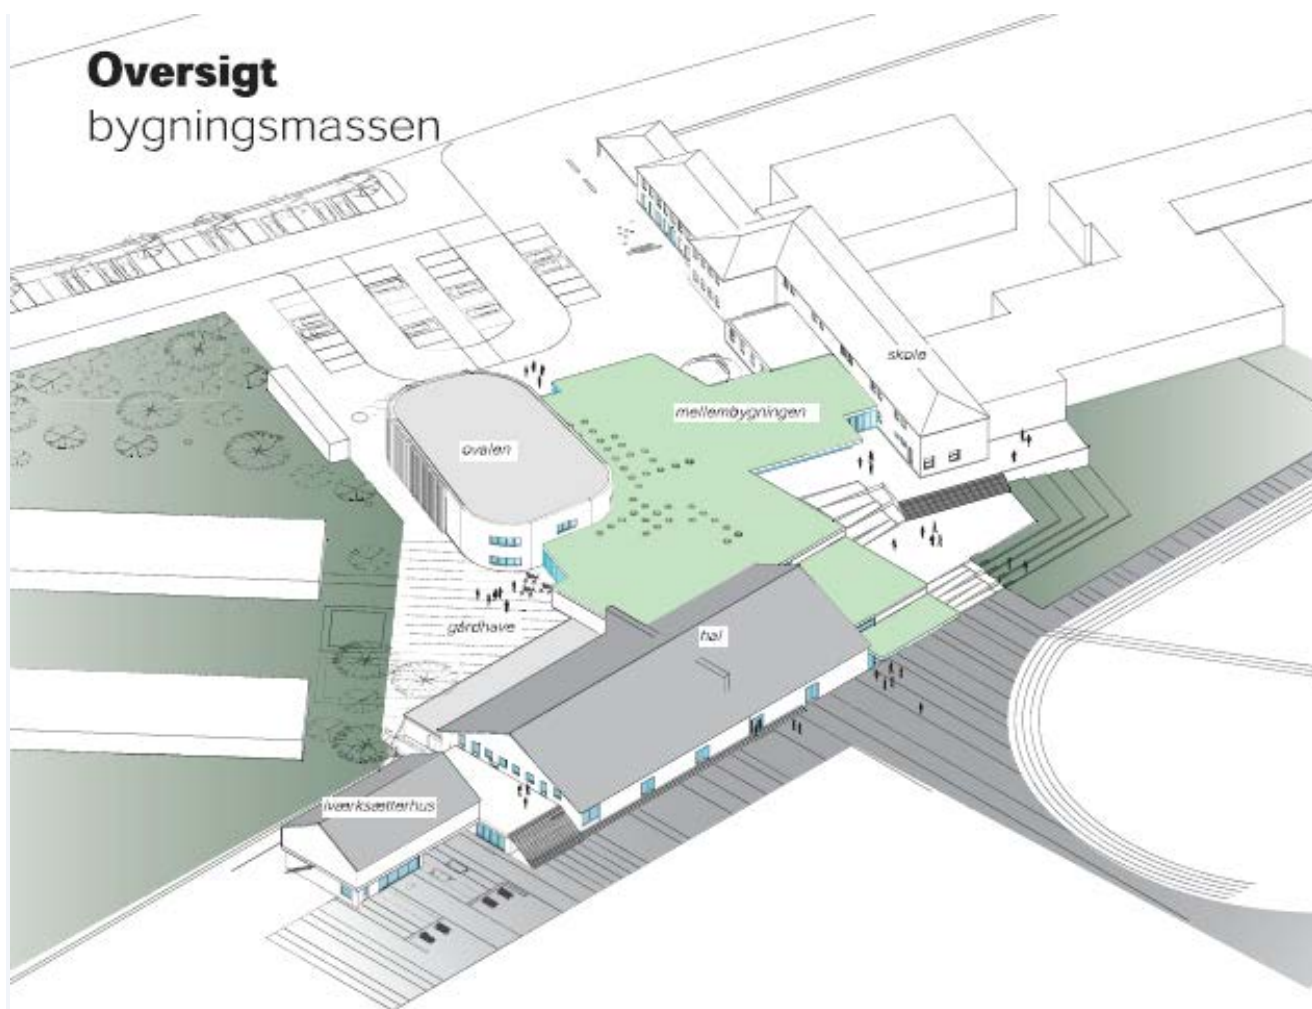 Oversigt
bygningsmassen
skole
mellembygningen
ovalen
gårdhave
hal
iværksætterhus